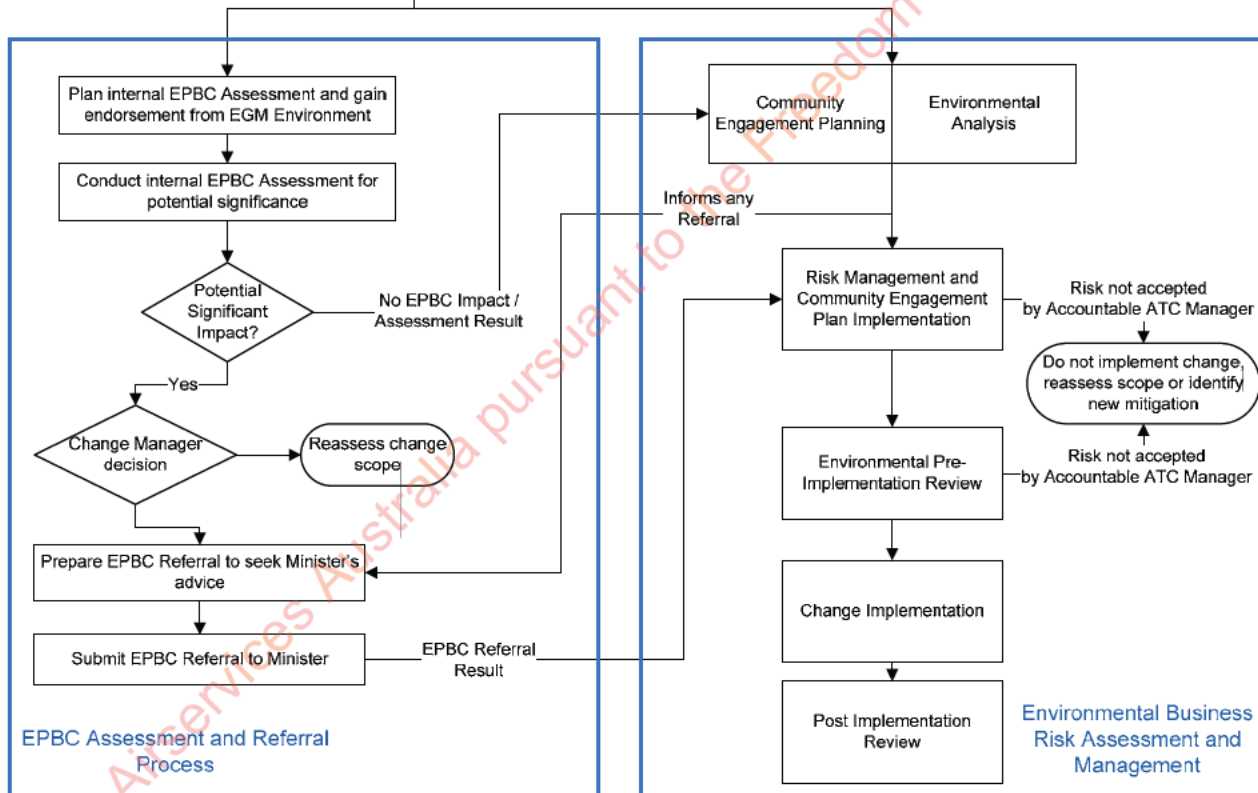 Plan internal EPBC Assessment and gain
endorsement from EGM Environment
Conduct internal EPBC Assessment for
potential significance
Potential
Significant
Impact?
No EPBC Impact /
Assessment Result
Yes
Change Manager
decision
Reassess change
scope
Prepare EPBC Referral to seek Minister's
advice
Submit EPBC Referral to Minister
EPBC Referral
Result
EPBC Assessment and Referral
Process
Community
Engagement Planning
Environmental
Analysis
Informs any
Referral
Risk Management and
Community Engagement
Plan Implementation
Risk not accepted
by Accountable ATC Manager
Do not implement change,
reassess scope or identify
new mitigation
Risk not accepted
by Accountable ATC Manager
Environmental Pre-
Implementation Review
Change Implementation
Post Implementation
Review
Environmental Business
Risk Assessment and
Management
Airservices Australia pursuant to the Freedom